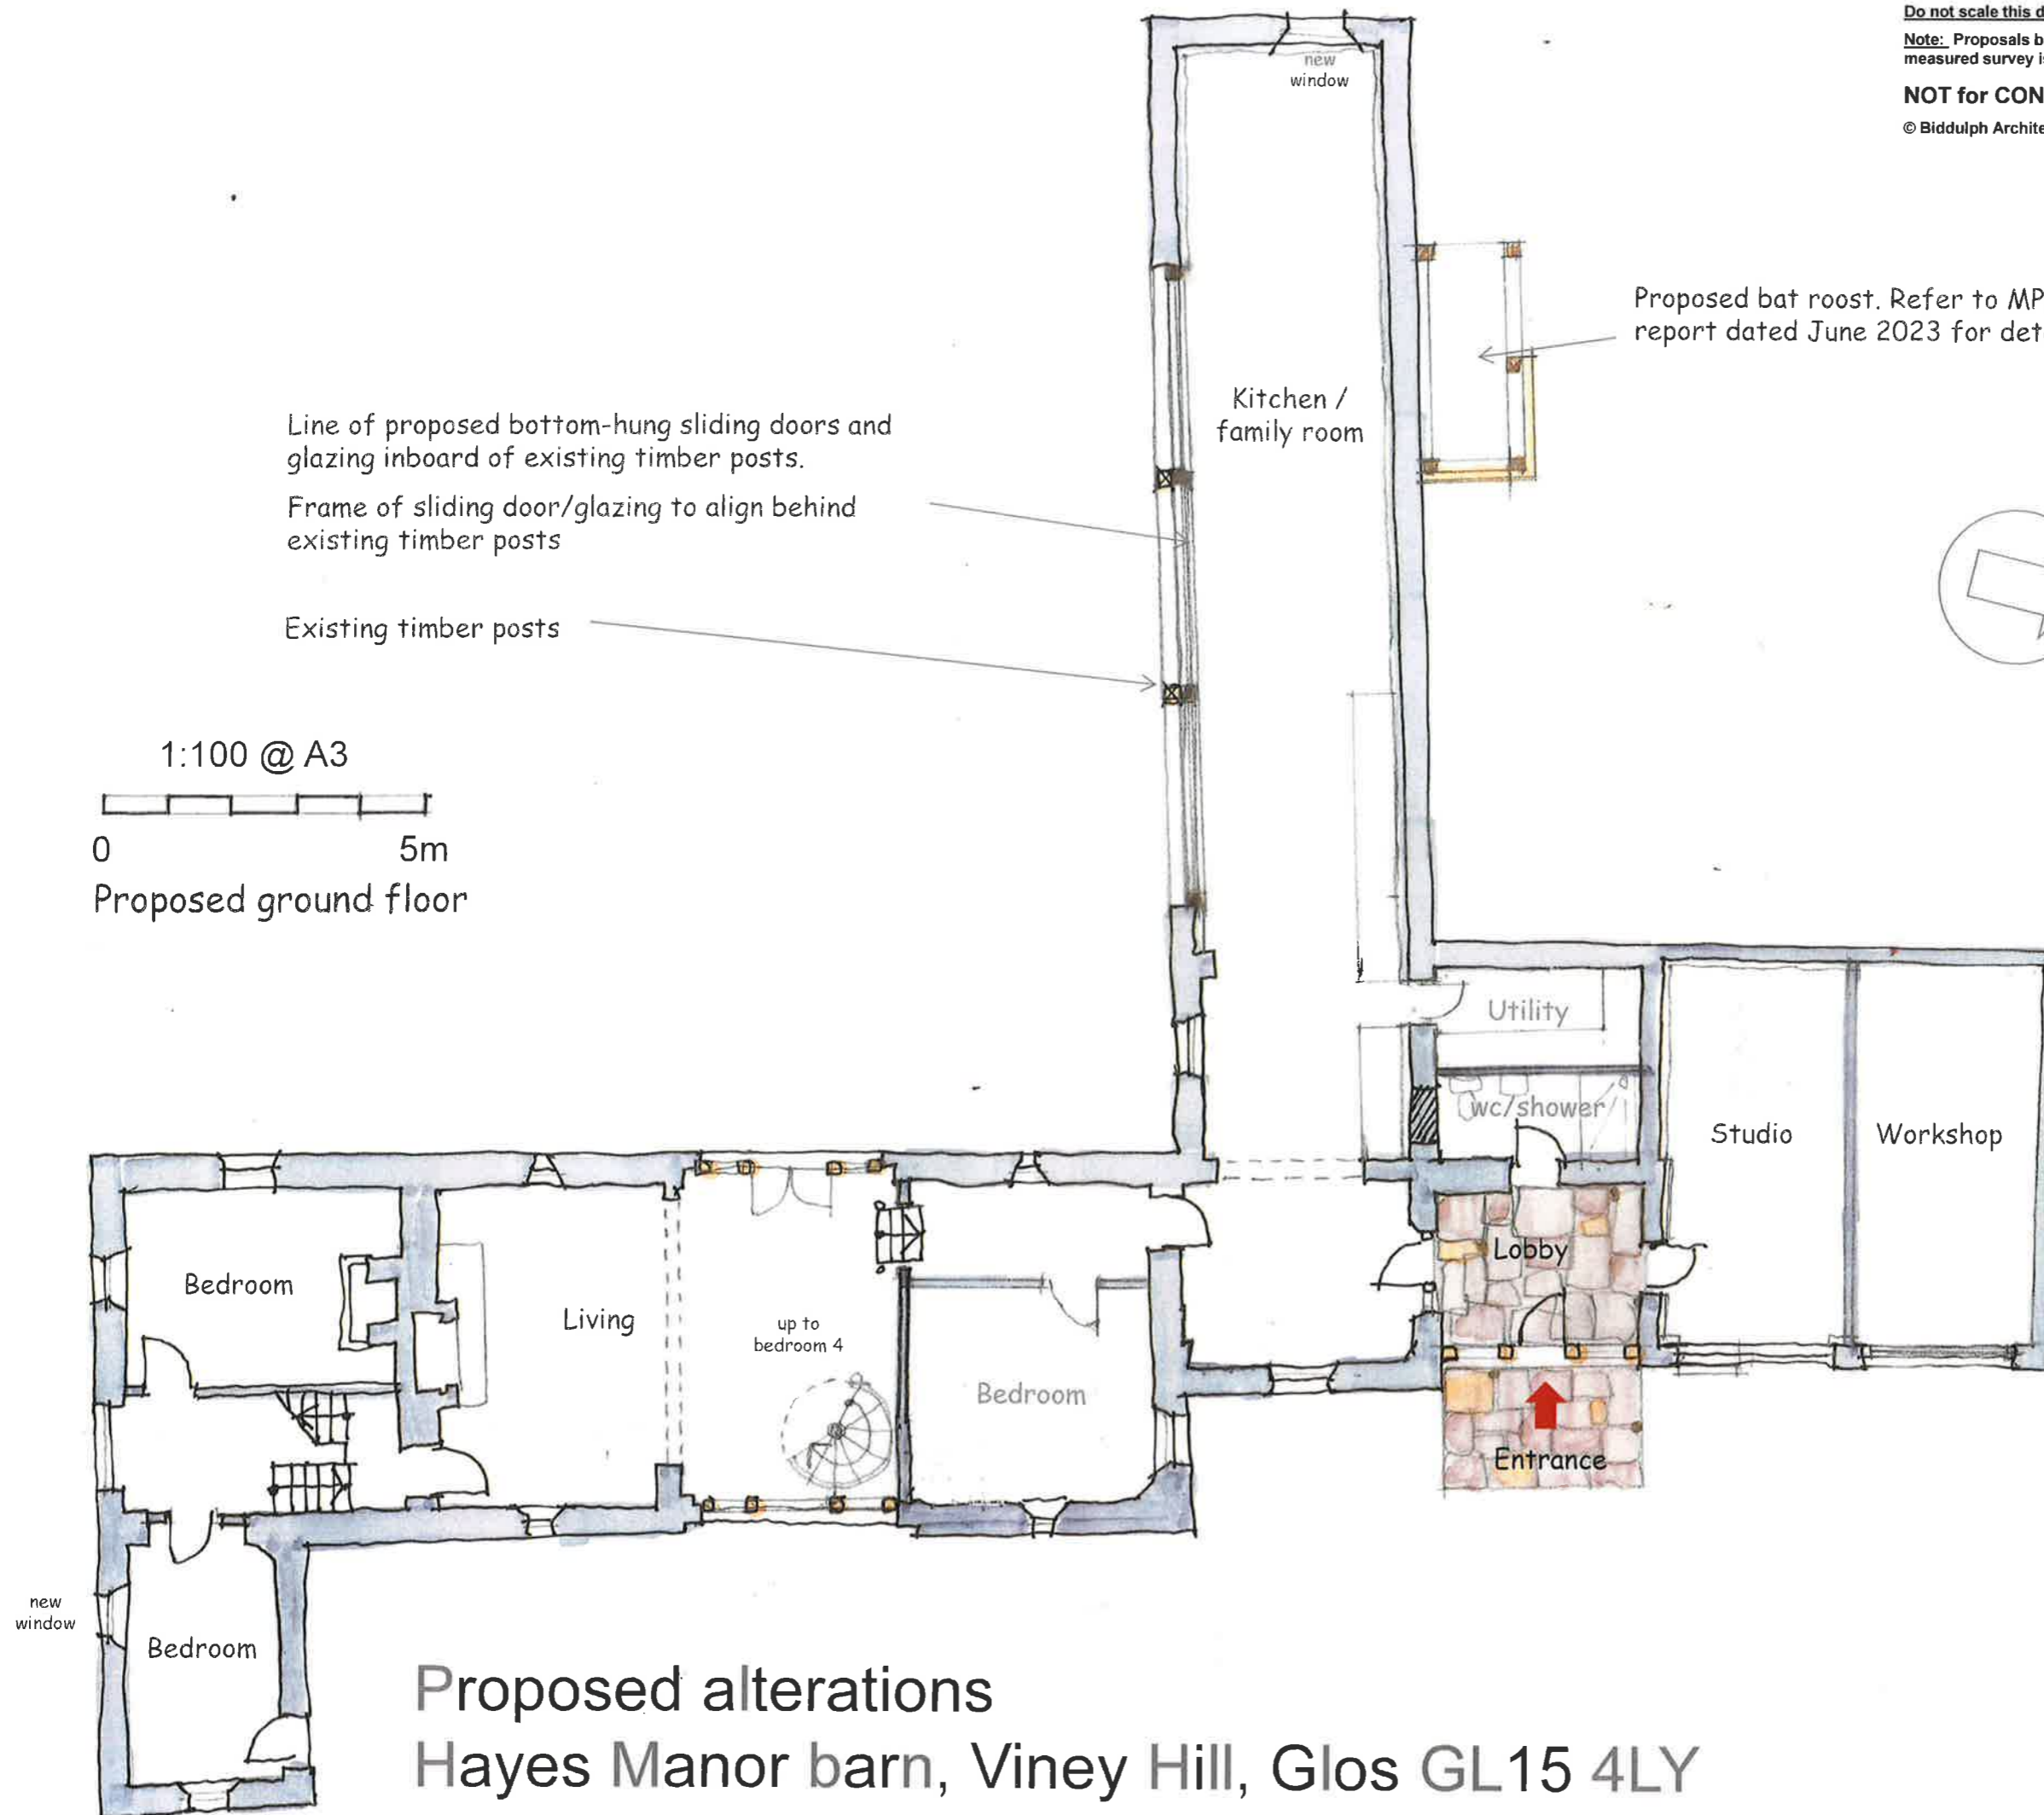 Do not scale this d
Note: Proposals b
measured survey i
NOT for CON
© Biddulph Archite
new
window
Proposed bat roost. Refer to MP
report dated June 2023 for det
Kitchen /
family room
Line of proposed bottom-hung sliding doors and
glazing inboard of existing timber posts.
Frame of sliding door/glazing to align behind
existing timber posts
Existing timber posts
1:100 @ A3
0 5m
Proposed ground floor
Utility
wc/shower
Studio
Workshop
Lobby
Bedroom
Living
up to
bedroom 4
Bedroom
Entrance
new
window
Bedroom
Proposed alterations
Hayes Manor barn, Viney Hill, Glos GL15 4LY